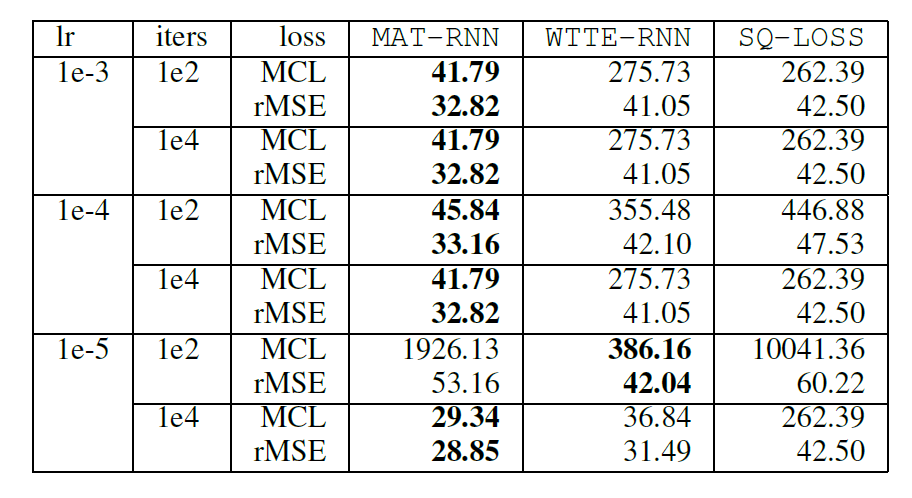 lr iters loss MAT-RNN WTTE-RNN SQ-LOSS
1e-3 1e2 MCL 41.79 275.73 262.39
rMSE 32.82 41.05 42.50
1e4 MCL 41.79 275.73 262.39
rMSE 32.82 41.05 42.50
1e-4 1e2 MCL 45.84 355.48 446.88
rMSE 33.16 42.10 47.53
1e4 MCL 41.79 275.73 262.39
rMSE 32.82 41.05 42.50
1e-5 1e2 MCL 1926.13 386.16 10041.36
rMSE 53.16 42.04 60.22
1e4 MCL 29.34 36.84 262.39
rMSE 28.85 31.49 42.50